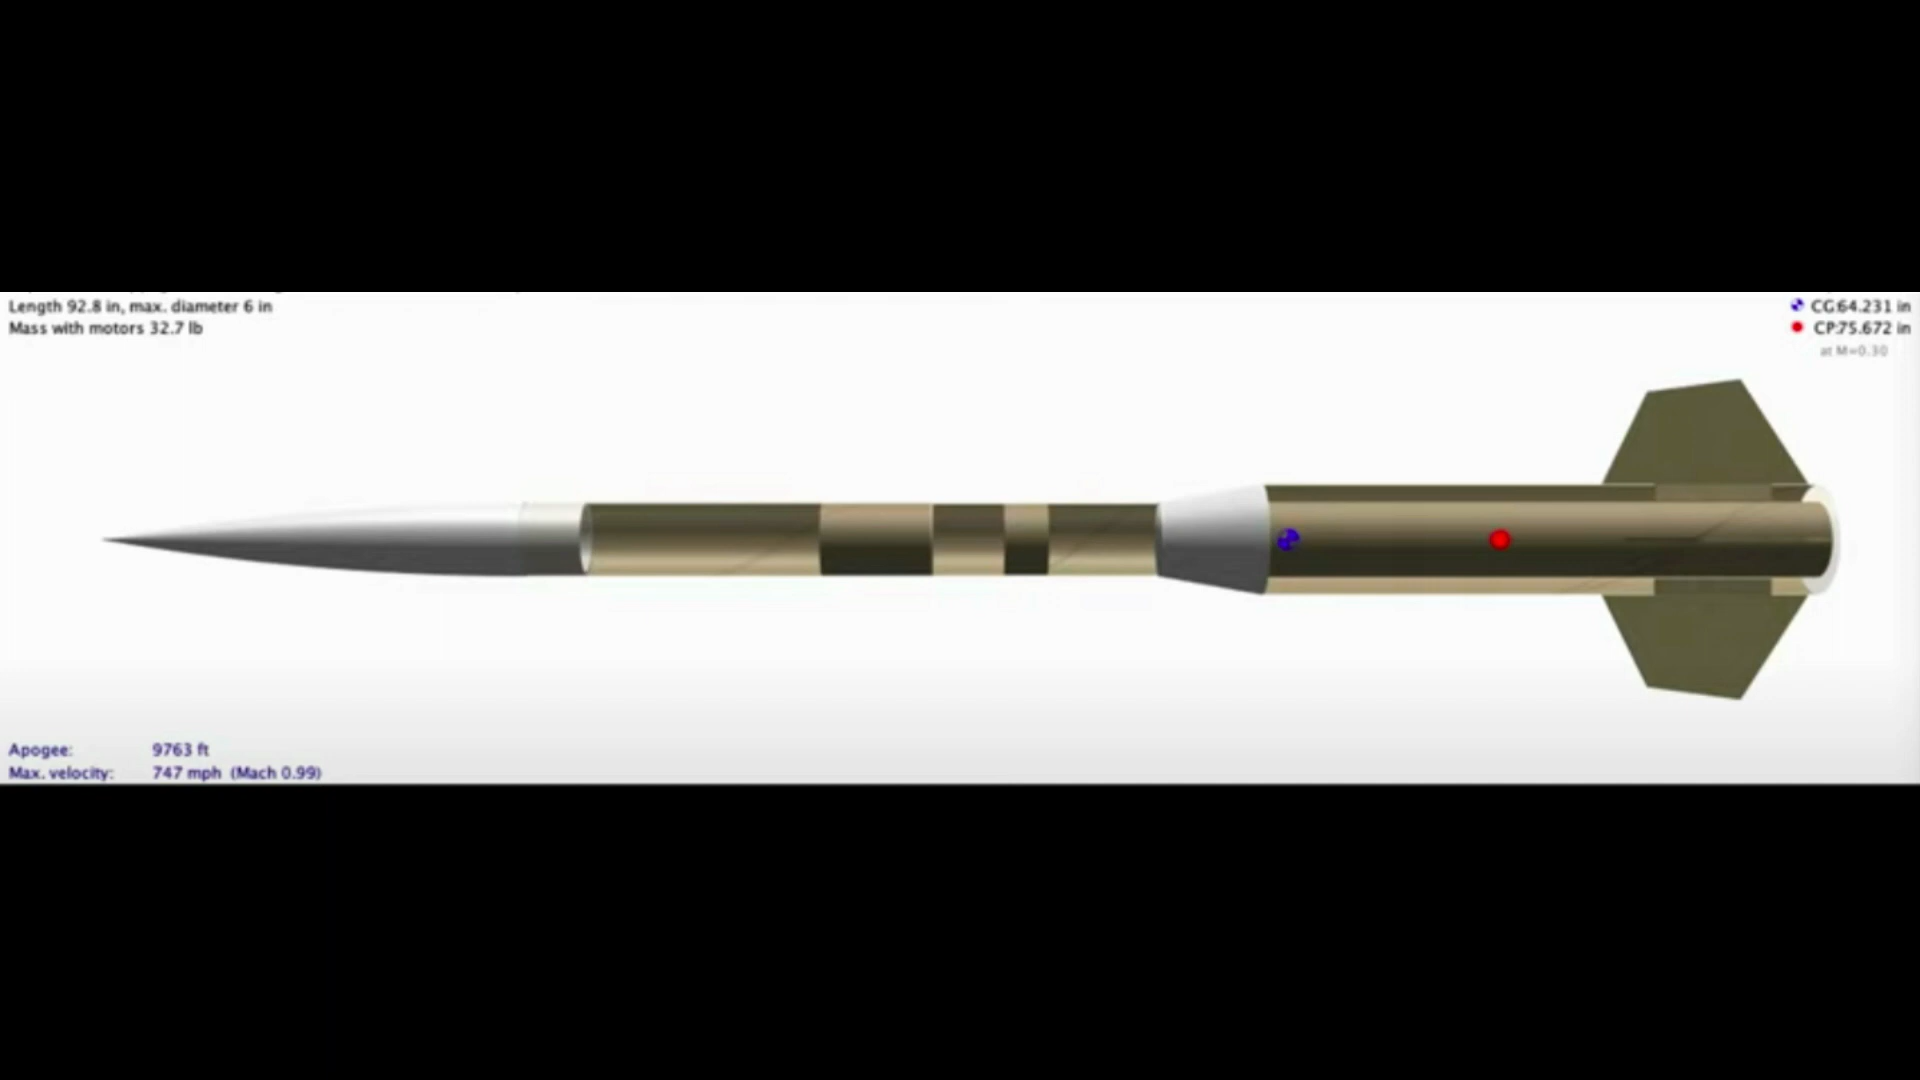 Length 92.8 in, max. diameter 6 in
Mass with motors 32.7 lb
CG:64.231 in
CP:75.672 in
at M=0.30
Apogee: 9763 ft
Max. velocity: 747 mph (Mach 0.99)